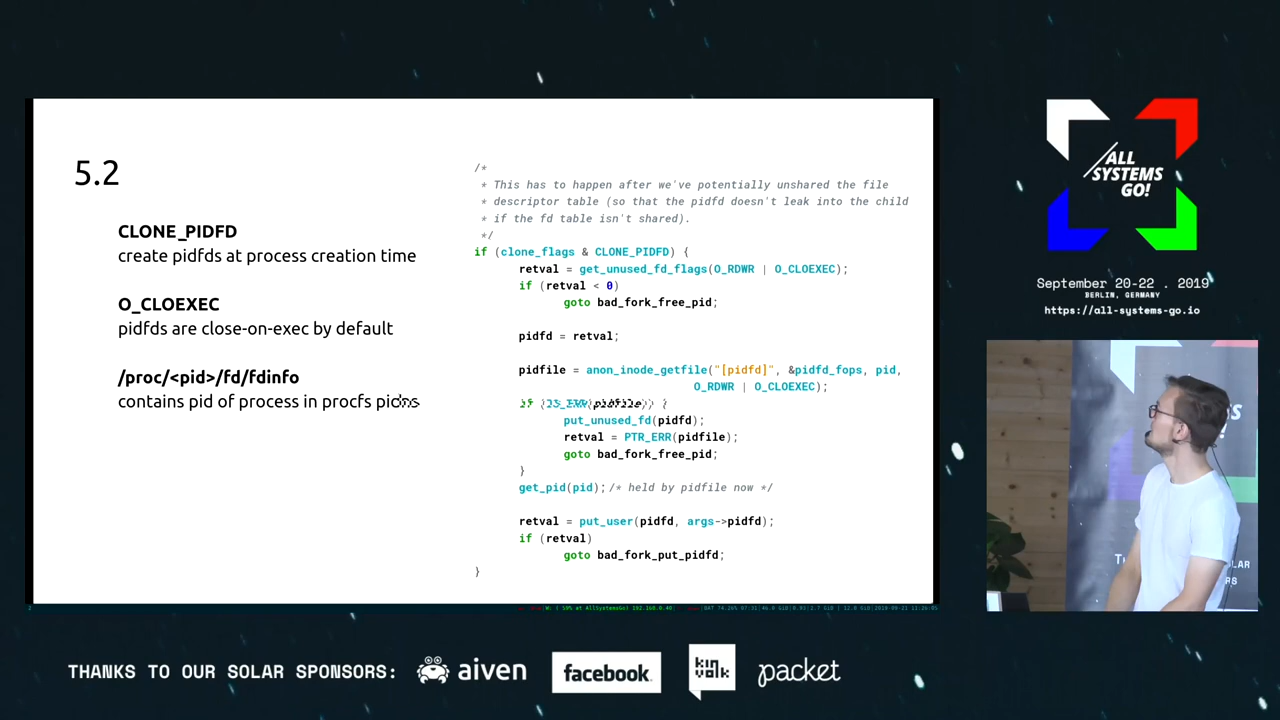 5.2
CLONE_PIDFD
create pidfds at process creation time
O_CLOEXEC
pidfds are close-on-exec by default
/proc/<pid>/fd/fdinfo
contains pid of process in procfs
/*
* This has to happen after we've potentially unshared the file
* descriptor table (so that the pidfd doesn't leak into the child
* if the fd table isn't shared).
*/
if (clone_flags & CLONE_PIDFD) {
retval = get_unused_fd_flags(O_RDWR | O_CLOEXEC);
if (retval < 0)
goto bad_fork_free_pid;
pidfd = retval;
pidfile = anon_inode_getfile("[pidfd]", &pidfd_fops, pid,
O_RDWR | O_CLOEXEC);
if (IS_ERR(pidfile)) {
put_unused_fd(pidfd);
retval = PTR_ERR(pidfile);
goto bad_fork_free_pid;
}
get_pid(pid); /* held by pidfile now */
retval = put_user(pidfd, args->pidfd);
if (retval)
goto bad_fork_put_pidfd;
}
ALL
SYSTEMS
GO!
September 20-22 . 2019
BERLIN, GERMANY
https://all-systems-go.io
THANKS TO OUR SOLAR SPONSORS:
aiven
facebook.
kin
volk
packet